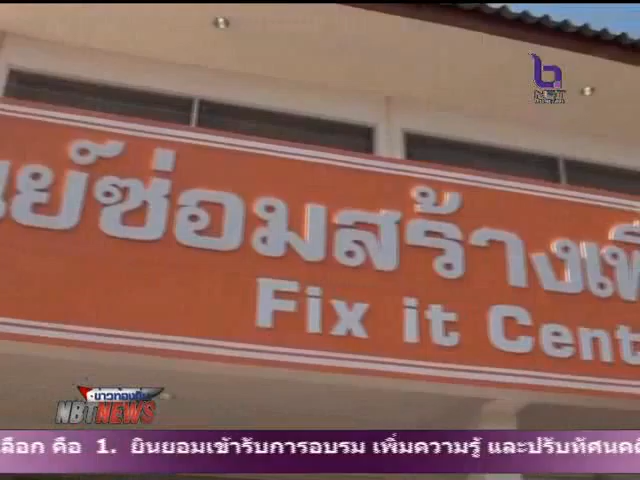 นย์ซ่อมสร้างเพื
Fix it Cent
ข่าวท้องถิ่น
NBT NEWS
ลือก คือ 1. ยินยอมเข้ารับการอบรม เพิ่มความรู้ และปรับทัศนคติ